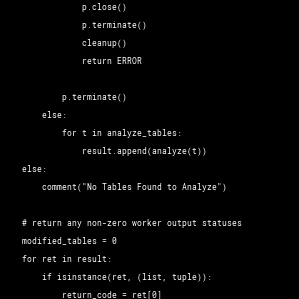 p.close()
p.terminate()
cleanup()
return ERROR
p.terminate()
else:
for t in analyze_tables:
result.append(analyze(t))
else:
comment("No Tables Found to Analyze")
# return any non-zero worker output statuses
modified_tables = 0
for ret in result:
if isinstance(ret, (list, tuple)):
return_code = ret[0]